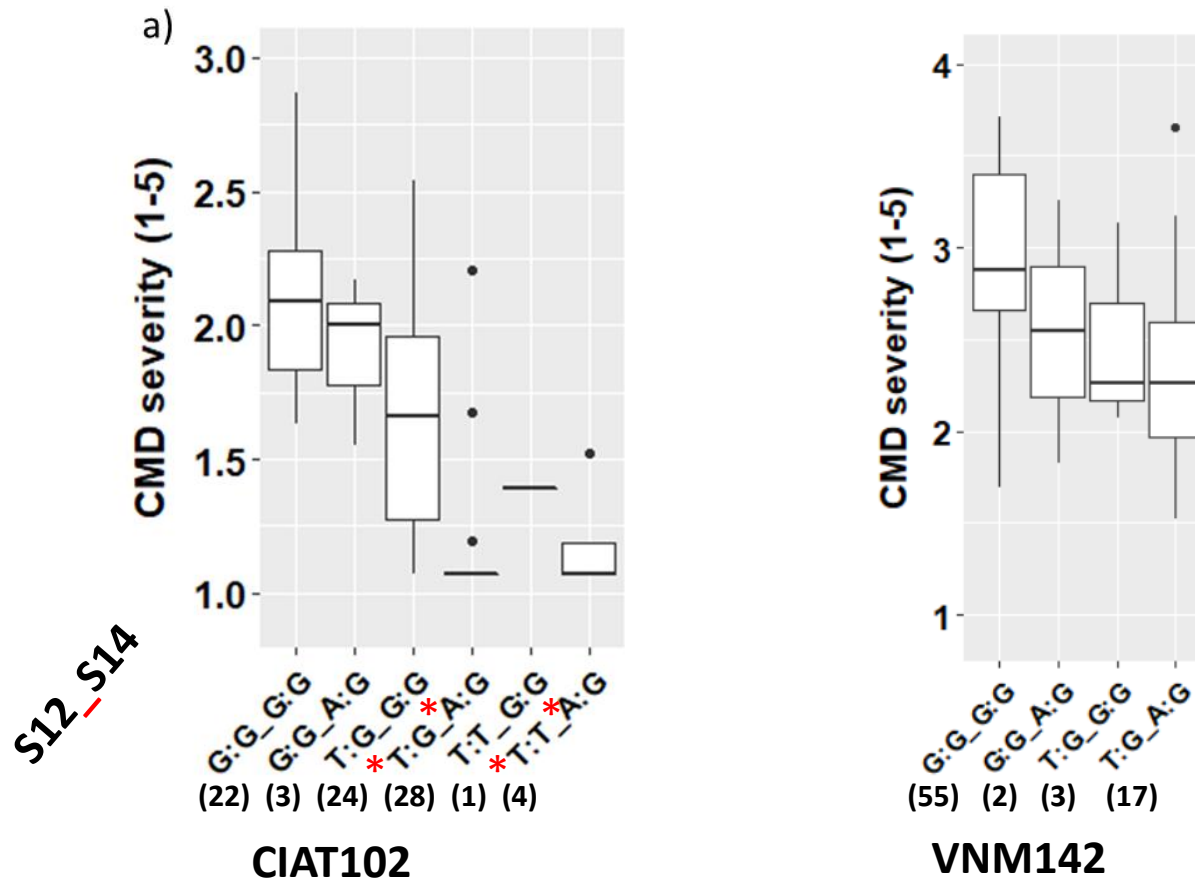 a)
CMD severity (1-5)
3.0
2.5
2.0
1.5
1.0
S12_S14
G:G_G:G
G:G_A:G
T:G_G:G
*T:G_A:G
*
T:T_G:G
*T:T_A:G
*
(22) (3) (24) (28) (1) (4)
CIAT102
CMD severity (1-5)
4
3
2
1
G:G_G:G
G:G_A:G
T:G_G:G
T:G_A:G
(55) (2) (3) (17)
VNM142